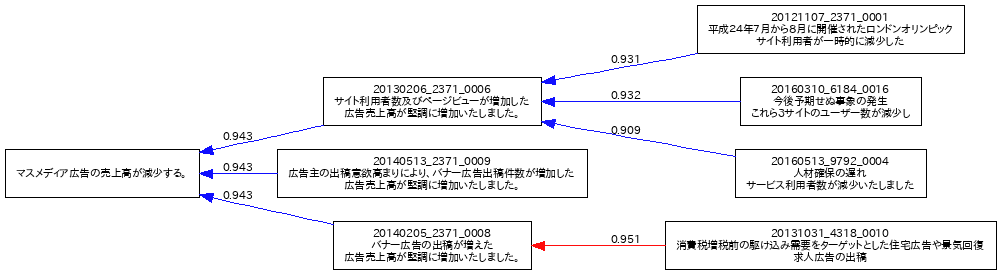 マスメディア広告の売上高が減少する。
0.943
0.943
0.943
20130206_2371_0006
サイト利用者数及びページビューが増加した
広告売上高が堅調に増加いたしました。
20140513_2371_0009
広告主の出稿意欲高まりにより、バナー広告出稿件数が増加した
広告売上高が堅調に増加いたしました。
20140205_2371_0008
バナー広告の出稿が増えた
広告売上高が堅調に増加いたしました。
0.931
0.932
0.909
0.951
20121107_2371_0001
平成24年7月から8月に開催されたロンドンオリンピック
サイト利用者が一時的に減少した
20160310_6184_0016
今後予期せぬ事象の発生
これら3サイトのユーザー数が減少し
20160513_9792_0004
人材確保の遅れ
サービス利用者数が減少いたしました
20131031_4318_0010
消費税増税前の駆け込み需要をターゲットとした住宅広告や景気回復
求人広告の出稿